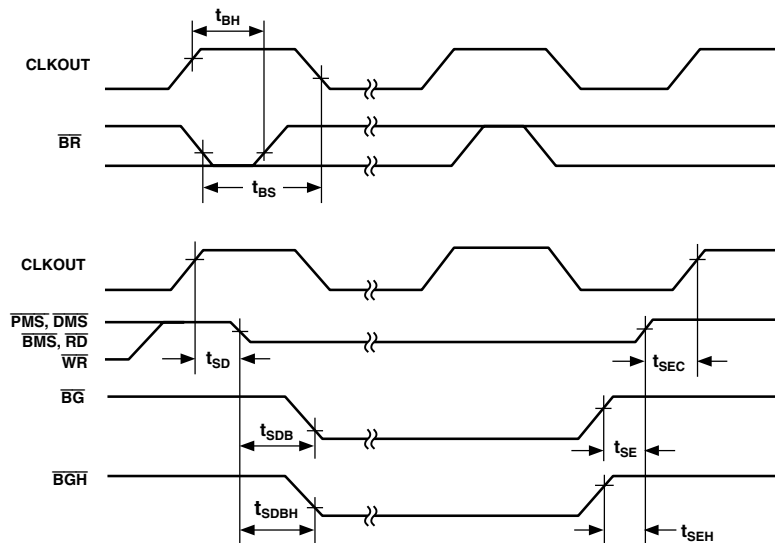 tBH
CLKOUT
BR
tBS
CLKOUT
PMS, DMS
BMS, RD
WR
tSD
tSEC
BG
tSDB
tSE
BGH
tSDBH
tSEH